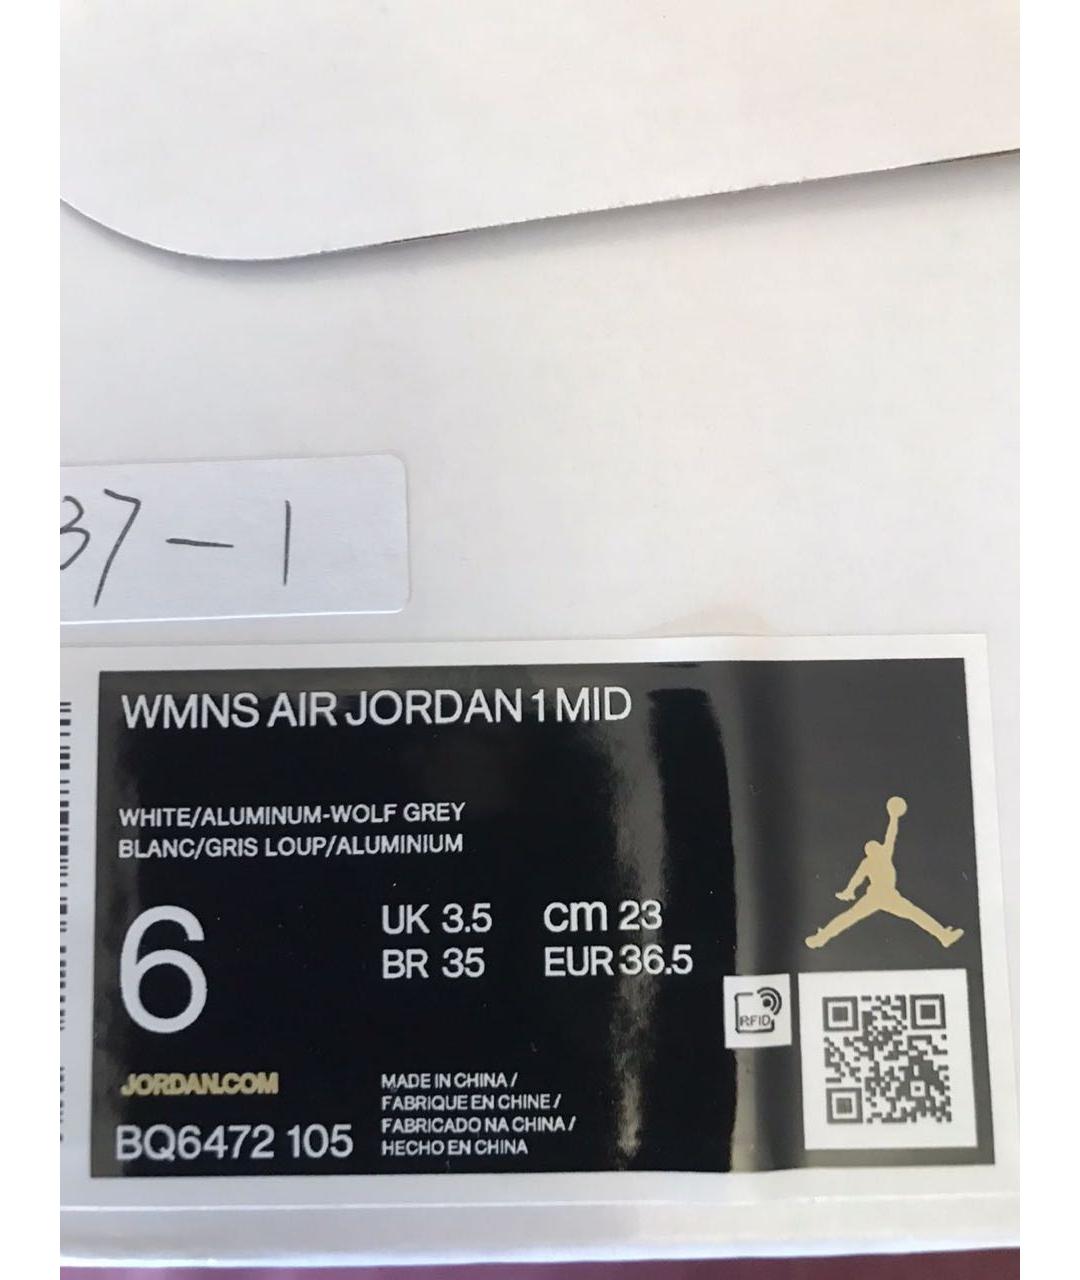 37-1
WMNS AIR JORDAN 1 MID
WHITE/ALUMINUM-WOLF GREY
BLANC/GRIS LOUP/ALUMINIUM
6
UK 3.5 cm 23
BR 35 EUR 36.5
RFID
JORDAN.COM
BQ6472 105
MADE IN CHINA /
FABRIQUE EN CHINE /
FABRICADO NA CHINA /
HECHO EN CHINA